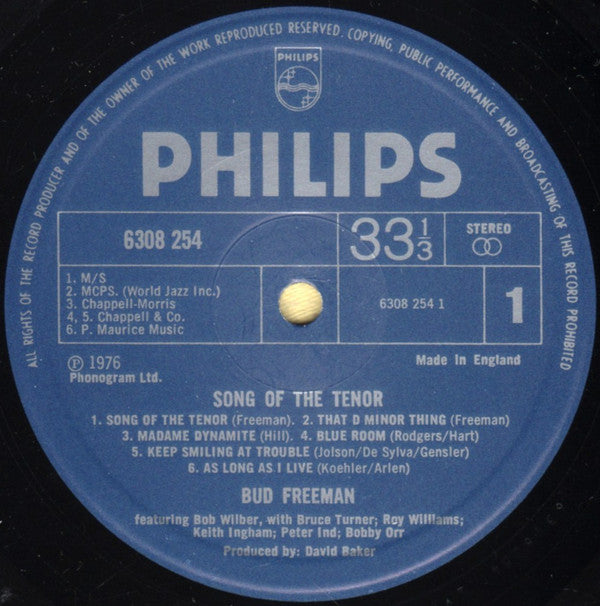 ALL RIGHTS OF THE RECORD PRODUCER AND OF THE OWNER OF THE WORK REPRODUCED RESERVED. COPYING, PUBLIC PERFORMANCE AND BROADCASTING OF THIS RECORD PROHIBITED
PHILIPS
PHILIPS
6308 254
33⅓
STEREO
1. M/S
2. MCPS. (World Jazz Inc.)
3. Chappell-Morris
4, 5. Chappell & Co.
6. P. Maurice Music
6308 254 1
1
Ⓟ 1976
Phonogram Ltd.
Made In England
SONG OF THE TENOR
1. SONG OF THE TENOR (Freeman). 2. THAT D MINOR THING (Freeman)
3. MADAME DYNAMITE (Hill). 4. BLUE ROOM (Rodgers/Hart)
5. KEEP SMILING AT TROUBLE (Jolson/De Sylva/Gensler)
6. AS LONG AS I LIVE (Koehler/Arlen)
BUD FREEMAN
featuring Bob Wilber, with Bruce Turner; Roy Williams;
Keith Ingham; Peter Ind; Bobby Orr
Produced by: David Baker